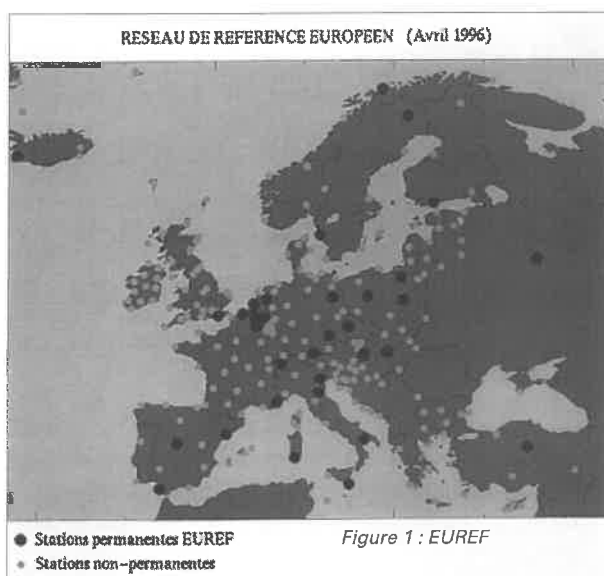 RESEAU DE REFERENCE EUROPEEN (Avril 1996)
Stations permanentes EUREF
Figure 1 : EUREF
Stations non-permanentes